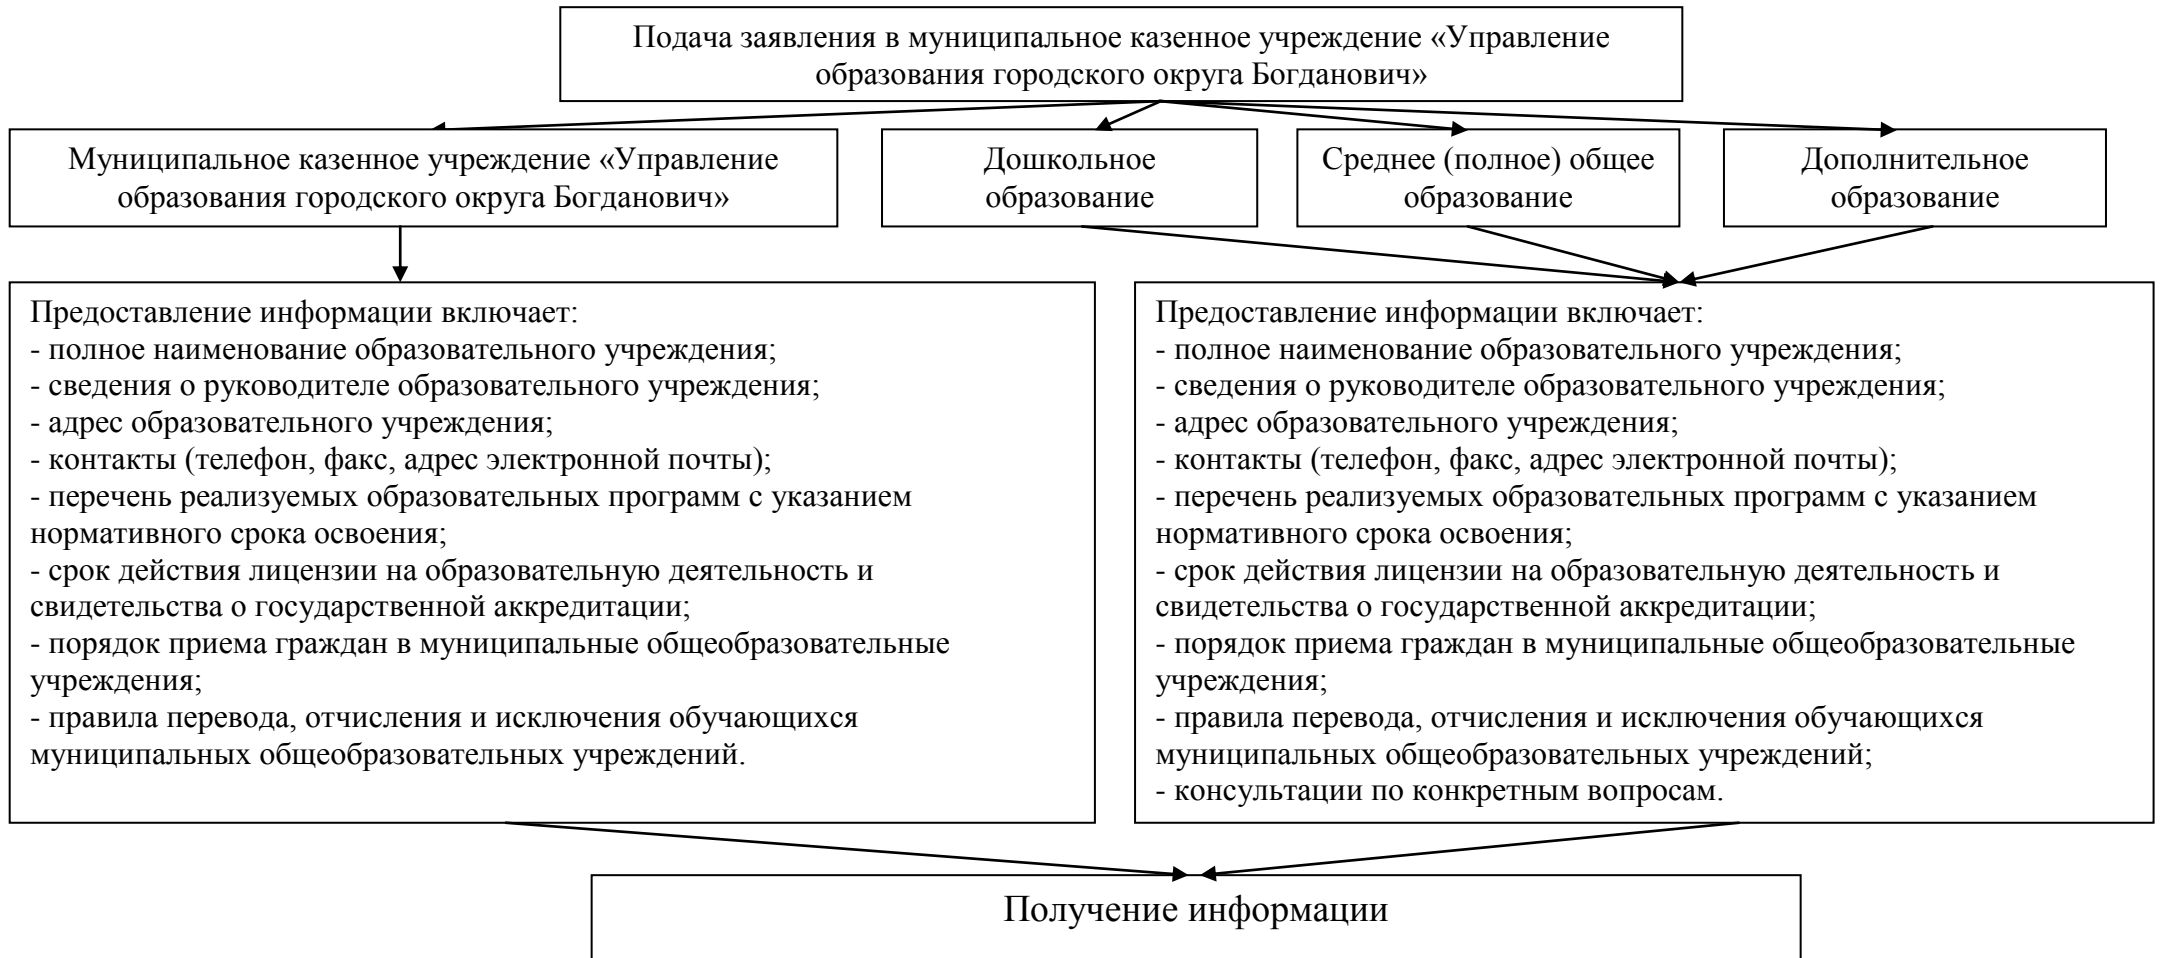 Подача заявления в муниципальное казенное учреждение «Управление
образования городского округа Богданович»
Муниципальное казенное учреждение «Управление
образования городского округа Богданович»
Дошкольное
образование
Среднее (полное) общее
образование
Дополнительное
образование
Предоставление информации включает:
- полное наименование образовательного учреждения;
- сведения о руководителе образовательного учреждения;
- адрес образовательного учреждения;
- контакты (телефон, факс, адрес электронной почты);
- перечень реализуемых образовательных программ с указанием
нормативного срока освоения;
- срок действия лицензии на образовательную деятельность и
свидетельства о государственной аккредитации;
- порядок приема граждан в муниципальные общеобразовательные
учреждения;
- правила перевода, отчисления и исключения обучающихся
муниципальных общеобразовательных учреждений.
Предоставление информации включает:
- полное наименование образовательного учреждения;
- сведения о руководителе образовательного учреждения;
- адрес образовательного учреждения;
- контакты (телефон, факс, адрес электронной почты);
- перечень реализуемых образовательных программ с указанием
нормативного срока освоения;
- срок действия лицензии на образовательную деятельность и
свидетельства о государственной аккредитации;
- порядок приема граждан в муниципальные общеобразовательные
учреждения;
- правила перевода, отчисления и исключения обучающихся
муниципальных общеобразовательных учреждений;
- консультации по конкретным вопросам.
Получение информации